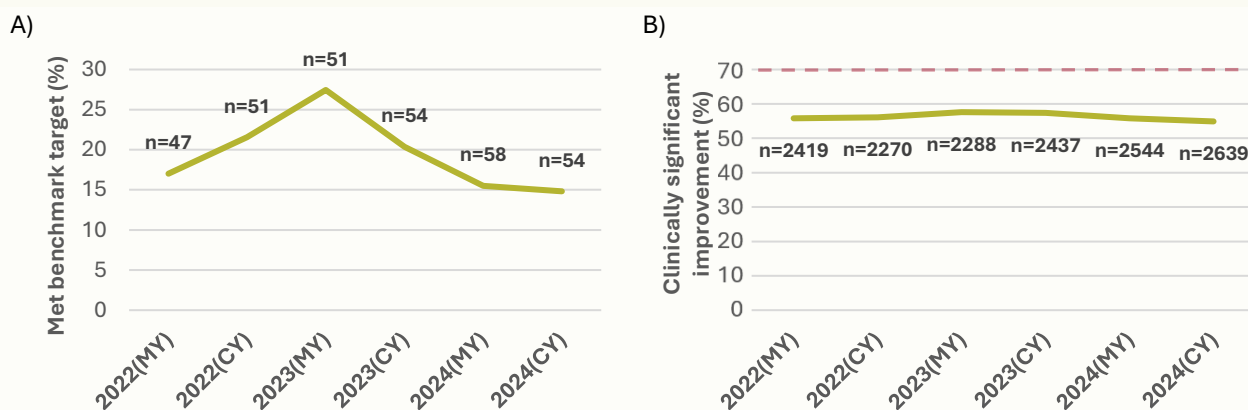 A)
Met benchmark target (%)
30
25
20
15
10
5
0
n=47
n=51
n=51
n=54
n=58
n=54
2022(MY)
2022(CY)
2023(MY)
2023(CY)
2024(MY)
2024(CY)
B)
Clinically significant
improvement (%)
70
60
50
40
30
20
10
0
n=2419
n=2270
n=2288
n=2437
n=2544
n=2639
2022(MY)
2022(CY)
2023(MY)
2023(CY)
2024(MY)
2024(CY)